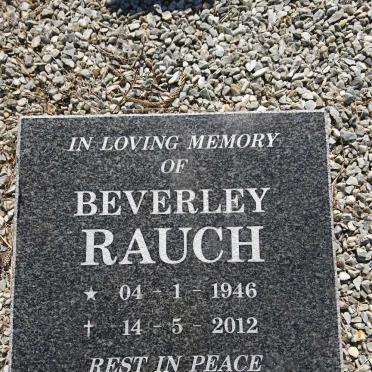 IN LOVING MEMORY
OF
BEVERLEY
RAUCH
★ 04 - 1 - 1946
† 14 - 5 - 2012
REST IN PEACE